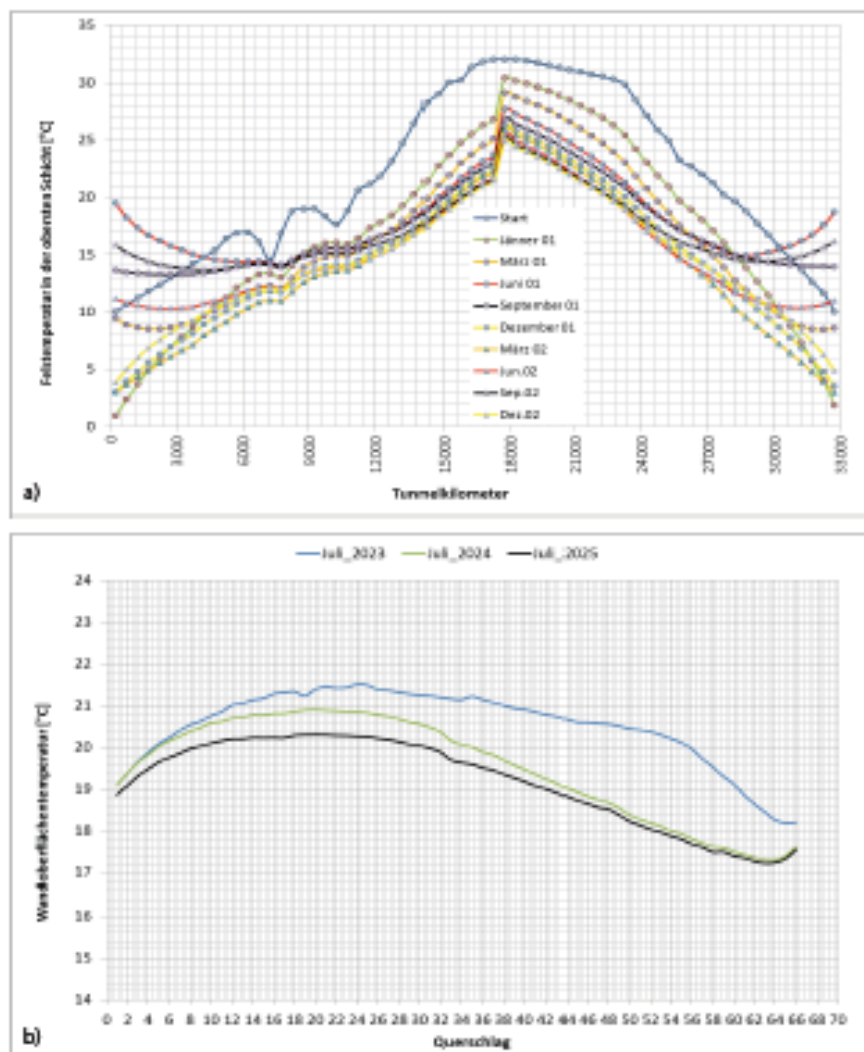 35
30
25
20
15
10
5
0
Felstemperatur in der obersten Schicht [°C]
Start
Jänner 01
März 01
Juni 01
September 01
Dezember 01
März 02
Jun.02
Sep.02
Dez.02
0 3000 6000 9000 12000 15000 18000 21000 24000 27000 30000 33000
Tunnelkilometer
a)
Juli_2023 Juli_2024 Juli_2025
24
23
22
21
20
19
18
17
16
15
14
Wandoberflächentemperatur [°C]
0 2 4 6 8 10 12 14 16 18 20 22 24 26 28 30 32 34 36 38 40 42 44 46 48 50 52 54 56 58 60 62 64 66 68 70
Querschlag
b)